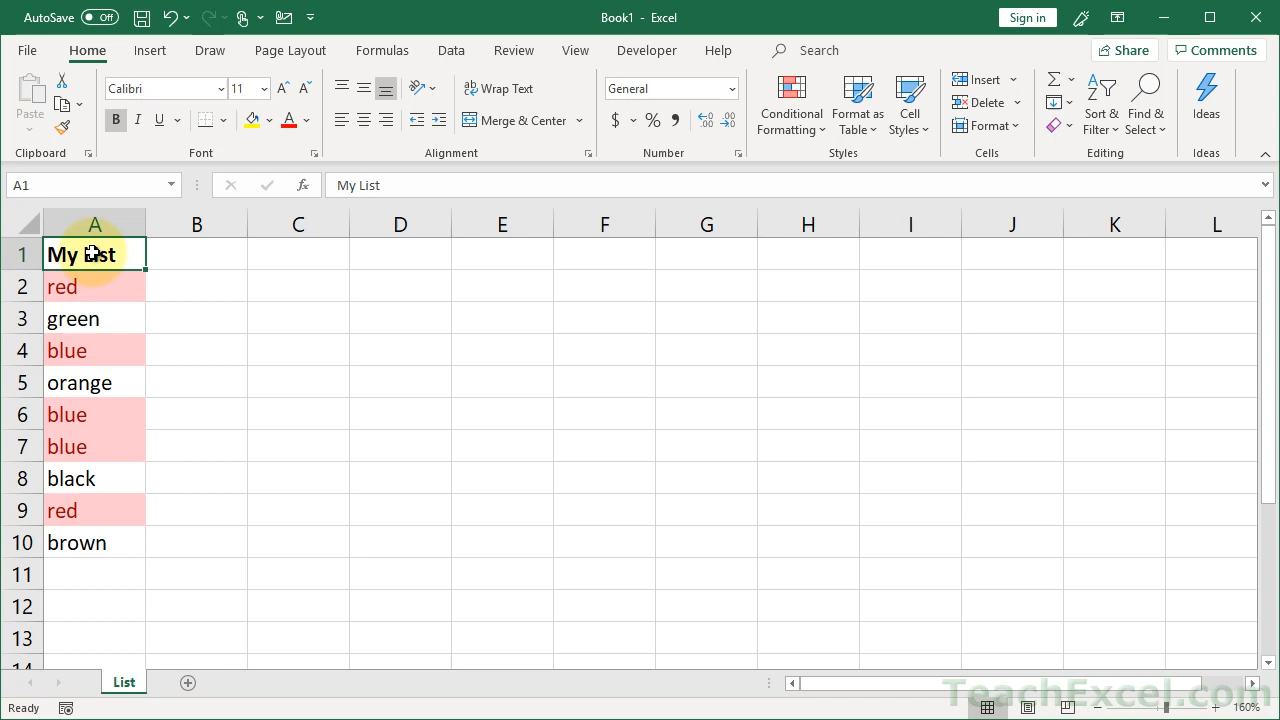 AutoSave Off Book1 - Excel Sign in
File Home Insert Draw Page Layout Formulas Data Review View Developer Help Search Share Comments
Calibri 11 Wrap Text General Insert
Paste B I U Merge & Center $ % Conditional Formatting Format as Table Cell Styles Delete Format Sort & Filter Find & Select Ideas
Clipboard Font Alignment Number Styles Cells Editing Ideas
A1 fx My List
A B C D E F G H I J K L
1 My List
2 red
3 green
4 blue
5 orange
6 blue
7 blue
8 black
9 red
10 brown
11
12
13
14
List
TeachExcel.com
Ready 160%